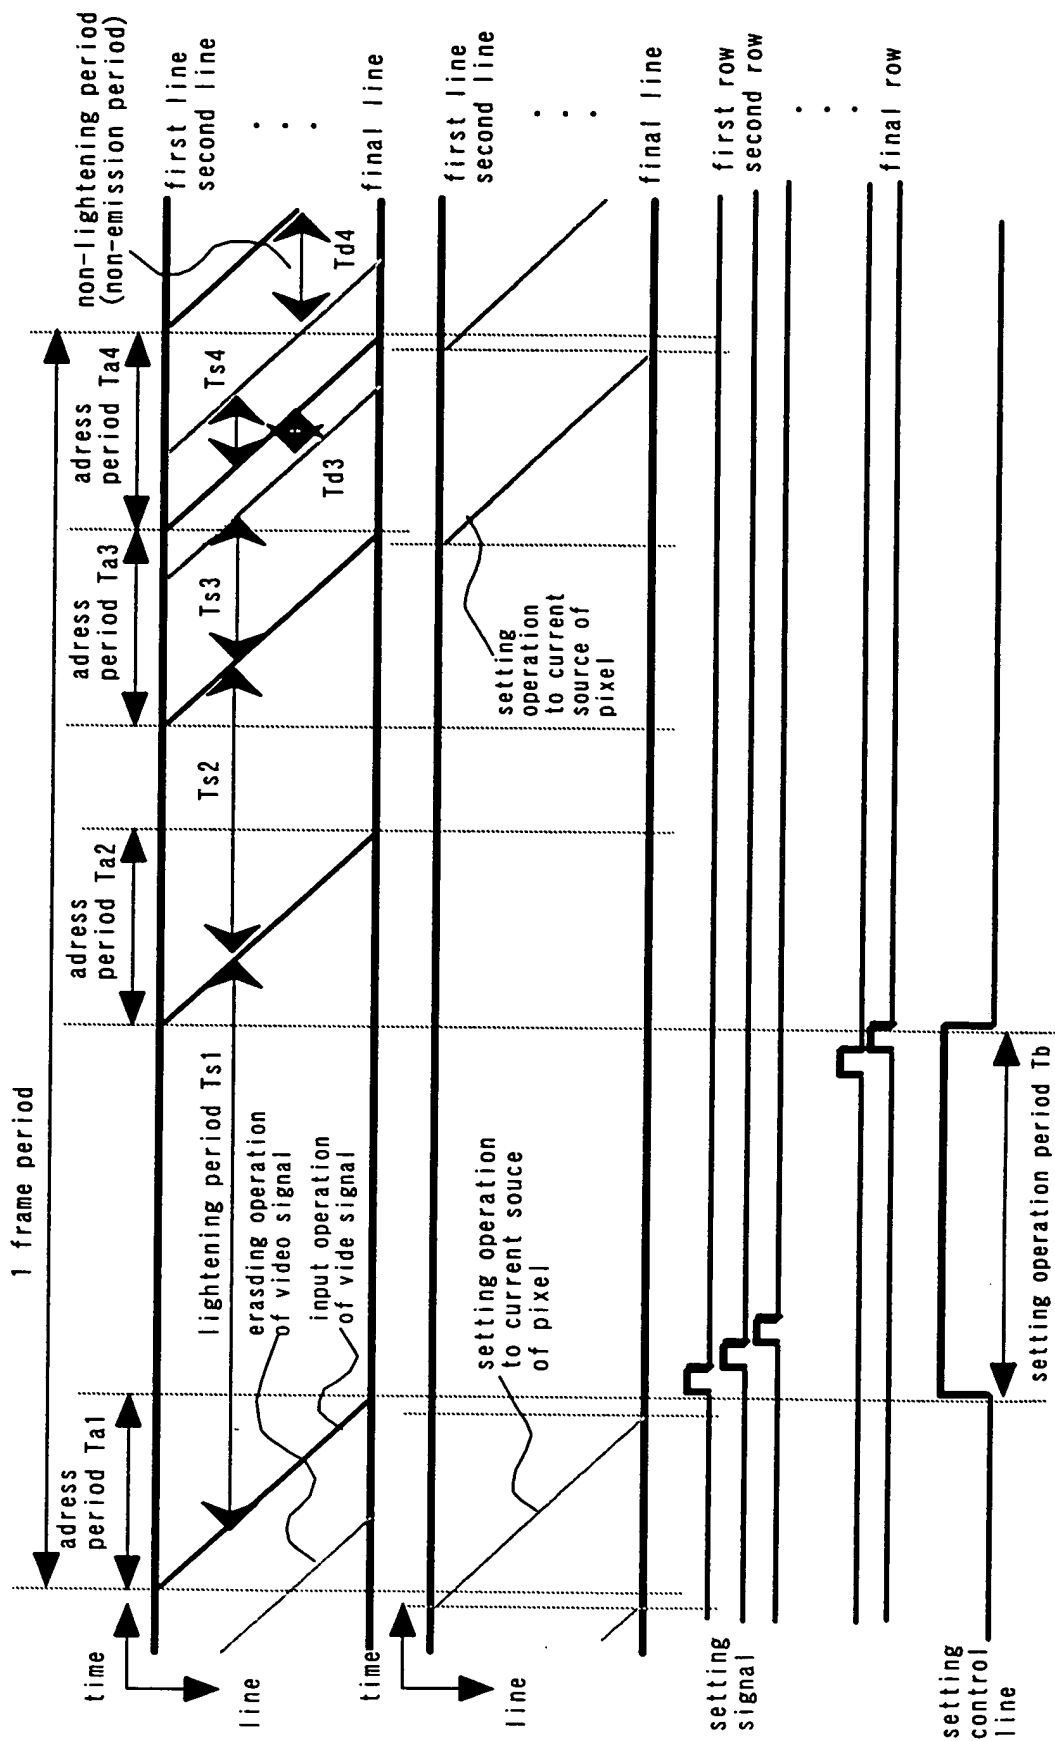 1 frame period
adress
period Ta1
adress
period Ta2
adress
period Ta3
adress
period Ta4
non-lightening period
(non-emission period)
time
line
lightening period Ts1
erasding operation
of video signal
input operation
of vide signal
Ts2
Ts3
Td3
Ts4
Td4
first line
second line
. . .
final line
time
line
setting operation
to current souce
of pixel
setting
operation
to current
source of
pixel
first line
second line
. . .
final line
setting
signal
first row
second row
. . .
final row
setting
control
line
setting operation period Tb